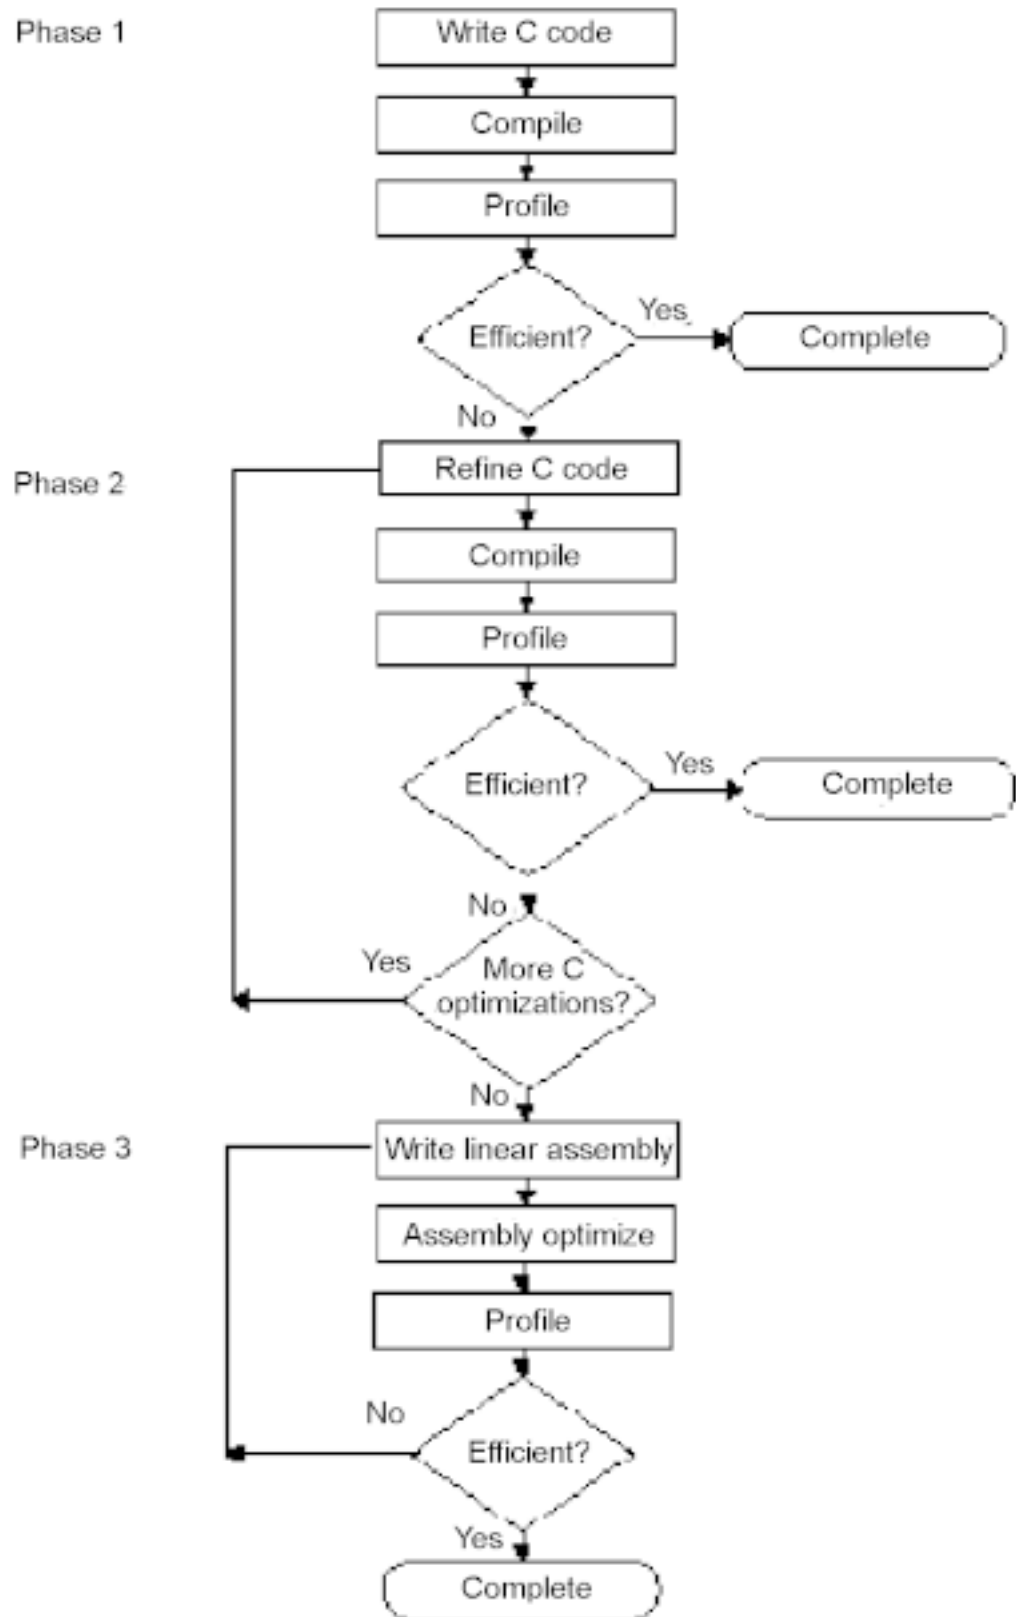 Phase 1
Write C code
Compile
Profile
Efficient?
Yes
Complete
No
Phase 2
Refine C code
Compile
Profile
Efficient?
Yes
Complete
No
Yes
More C
optimizations?
No
Phase 3
Write linear assembly
Assembly optimize
Profile
No
Efficient?
Yes
Complete